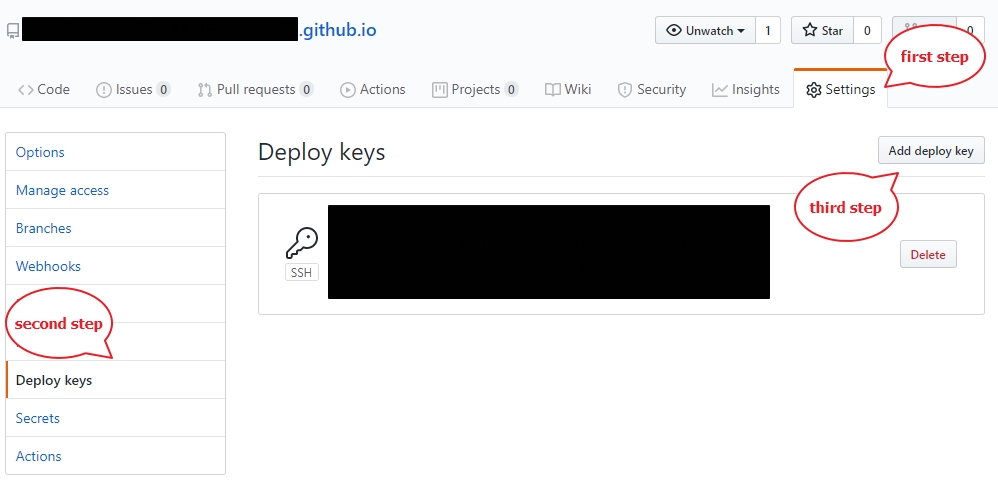 .github.io
Unwatch 1 Star 0 0
first step
Code Issues 0 Pull requests 0 Actions Projects 0 Wiki Security Insights Settings
Options
Manage access
Branches
Webhooks
second step
Deploy keys
Secrets
Actions
Deploy keys
Add deploy key
third step
SSH
Delete